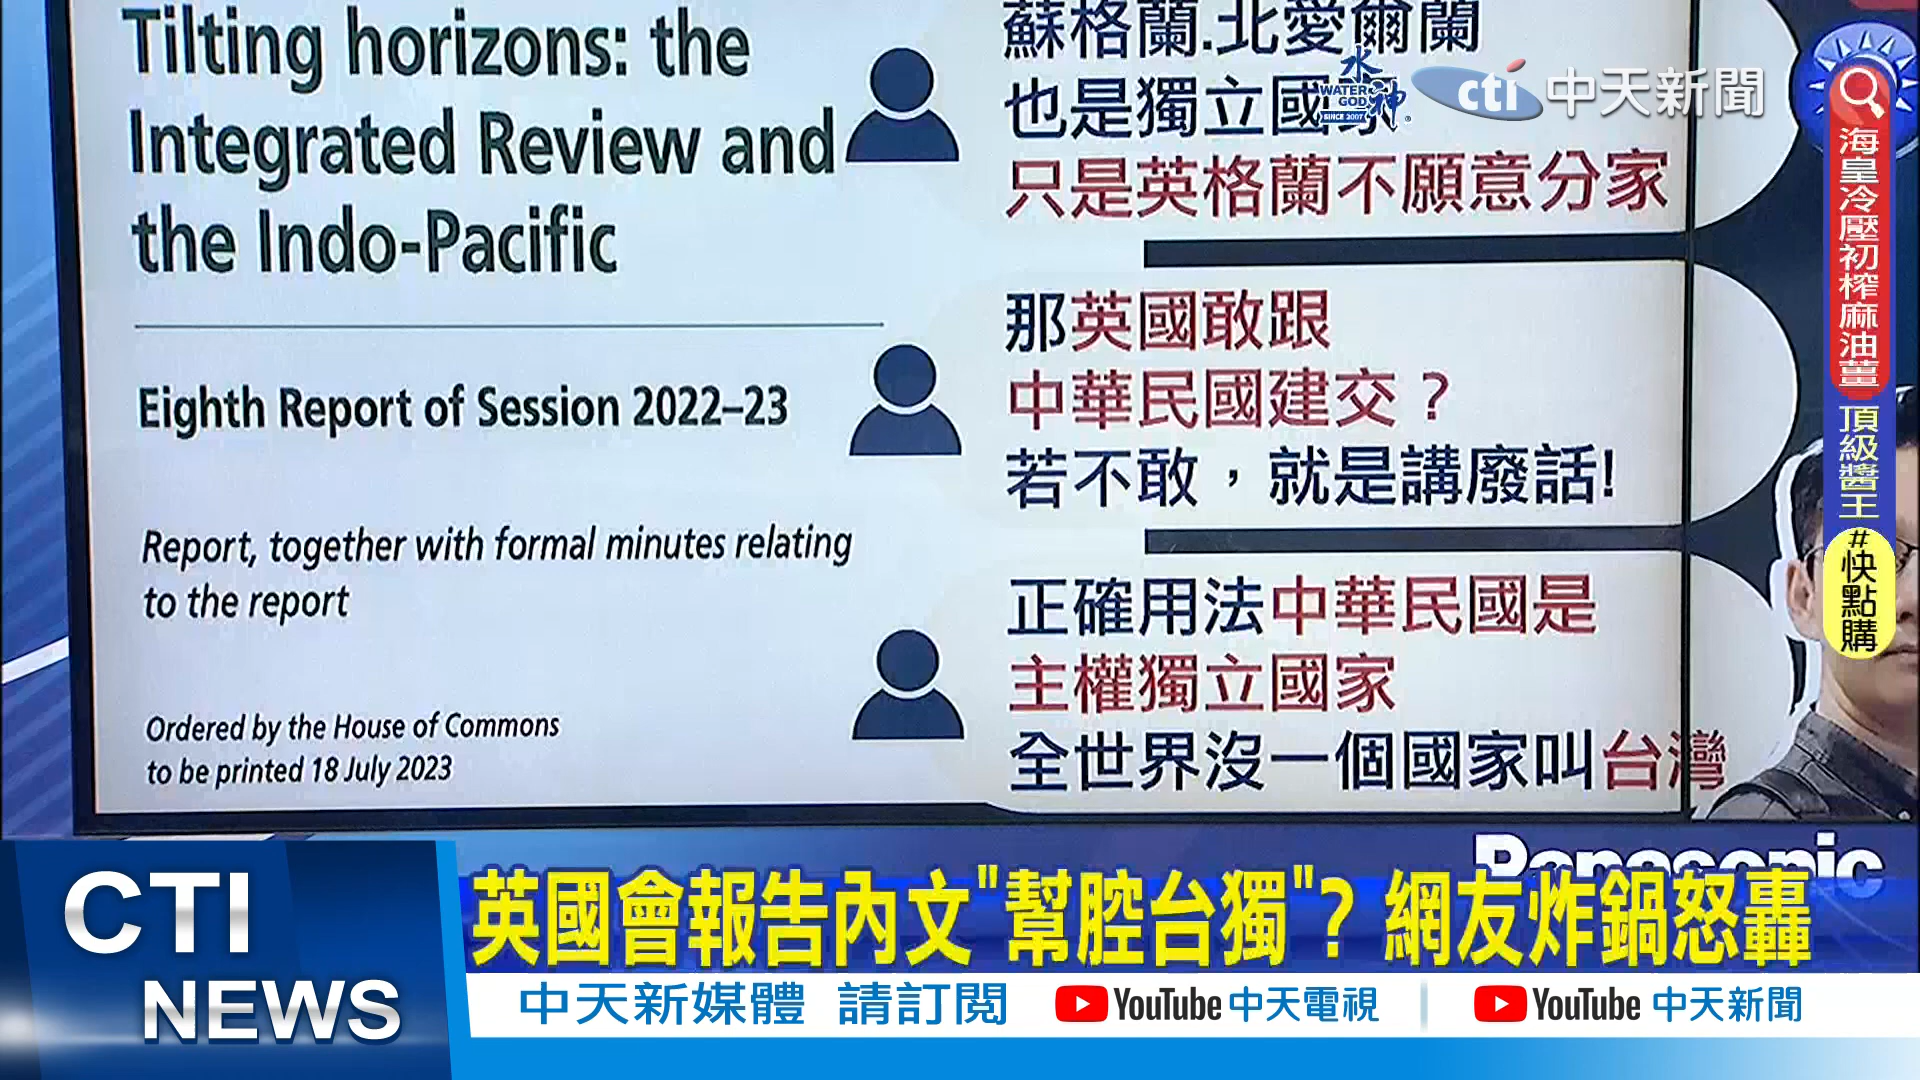 Tilting horizons: the
Integrated Review and
the Indo-Pacific
Eighth Report of Session 2022–23
Report, together with formal minutes relating
to the report
Ordered by the House of Commons
to be printed 18 July 2023
蘇格蘭.北愛爾蘭
也是獨立國家
只是英格蘭不願意分家
那英國敢跟
中華民國建交？
若不敢，就是講廢話!
正確用法中華民國是
主權獨立國家
全世界沒一個國家叫台灣
水神
WATER
GOD
SINCE 2007
cti 中天新聞
海皇冷壓初榨麻油薑
頂級醬王
#快點購
Panasonic
CTI
NEWS
英國會報告內文"幫腔台獨"? 網友炸鍋怒轟
中天新媒體 請訂閱 YouTube 中天電視 | YouTube 中天新聞